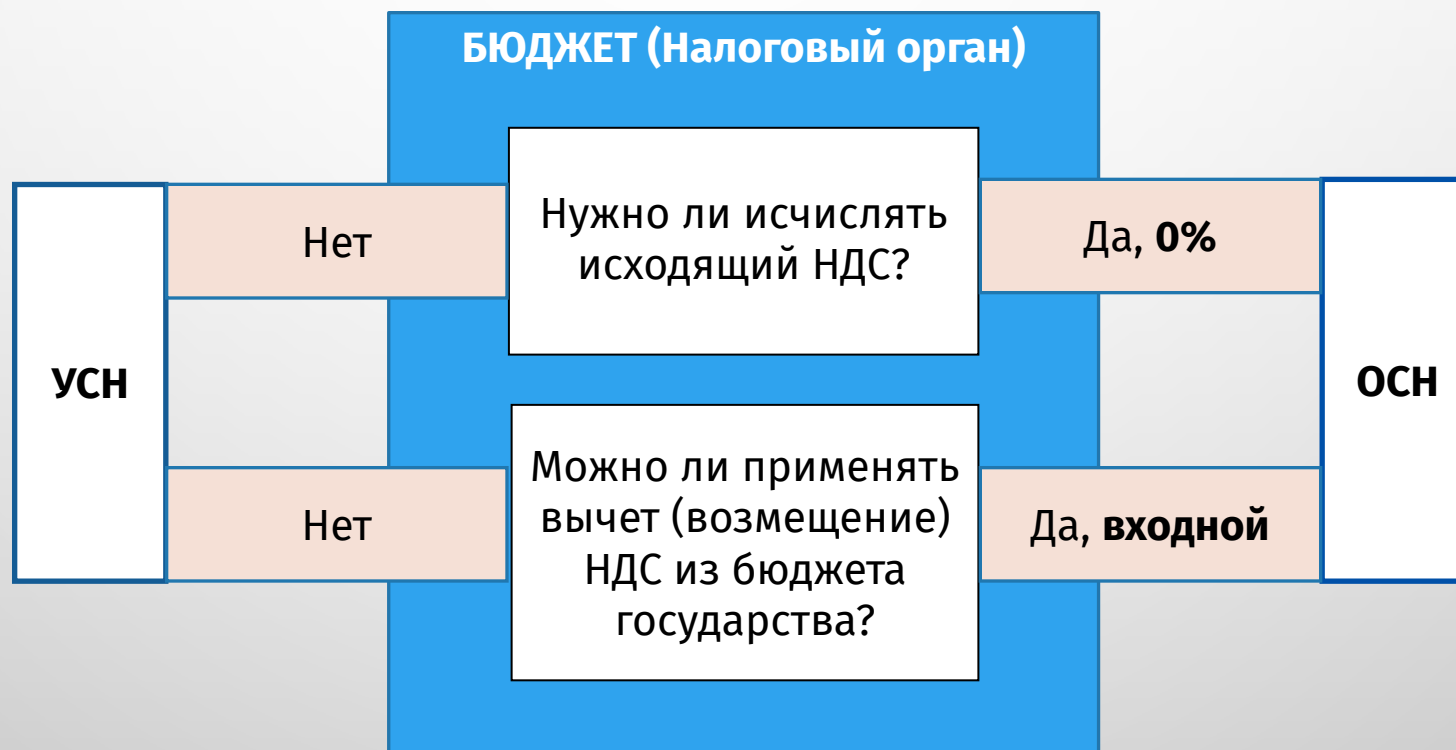 БЮДЖЕТ (Налоговый орган)
УСН
Нет
Нужно ли исчислять
исходящий НДС?
Да, 0%
ОСН
Нет
Можно ли применять
вычет (возмещение)
НДС из бюджета
государства?
Да, входной